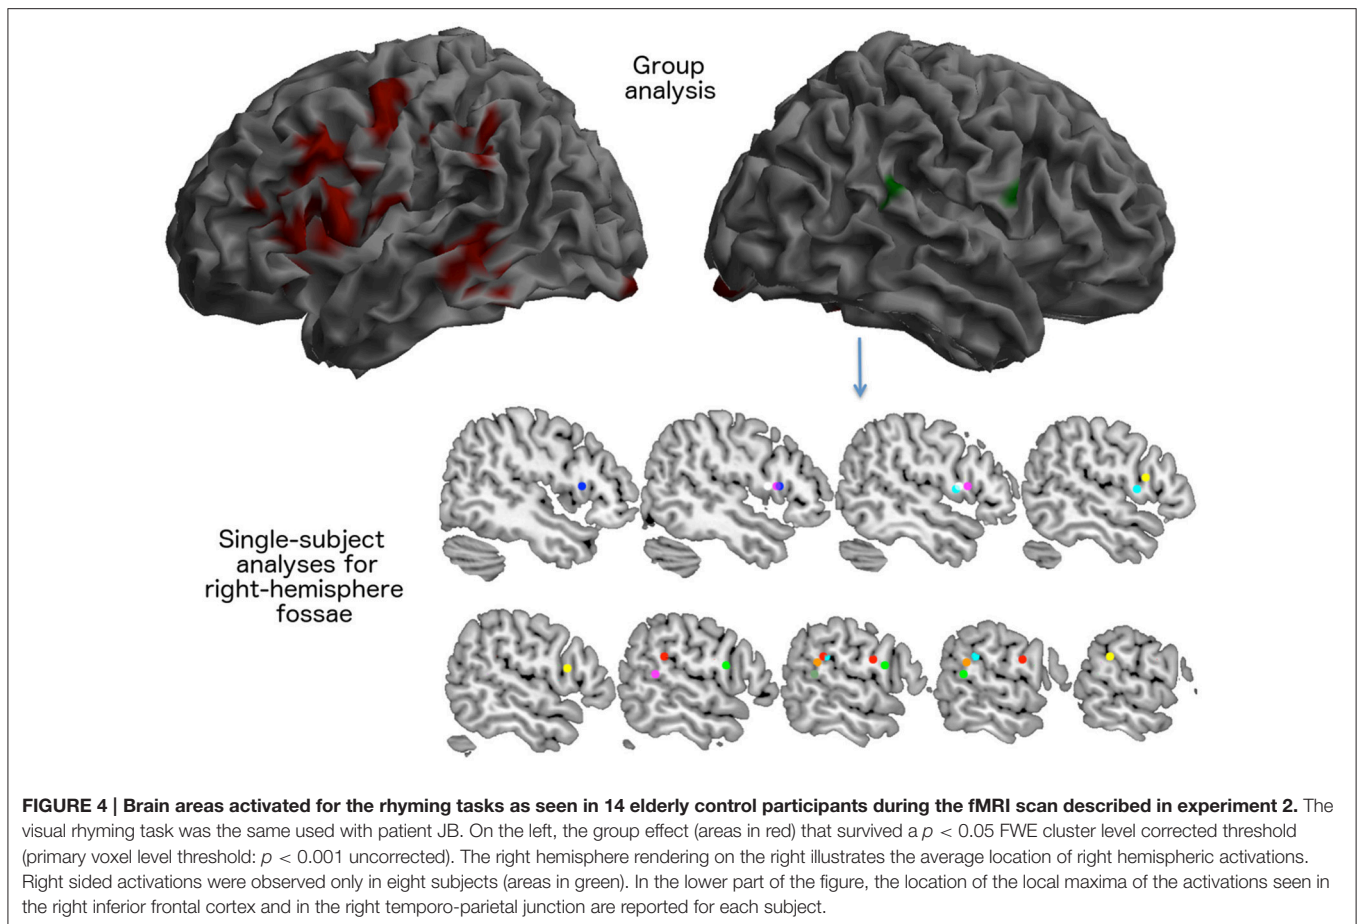 Group
analysis
Single-subject
analyses for
right-hemisphere
fossae
FIGURE 4 | Brain areas activated for the rhyming tasks as seen in 14 elderly control participants during the fMRI scan described in experiment 2. The
visual rhyming task was the same used with patient JB. On the left, the group effect (areas in red) that survived a p < 0.05 FWE cluster level corrected threshold
(primary voxel level threshold: p < 0.001 uncorrected). The right hemisphere rendering on the right illustrates the average location of right hemispheric activations.
Right sided activations were observed only in eight subjects (areas in green). In the lower part of the figure, the location of the local maxima of the activations seen in
the right inferior frontal cortex and in the right temporo-parietal junction are reported for each subject.